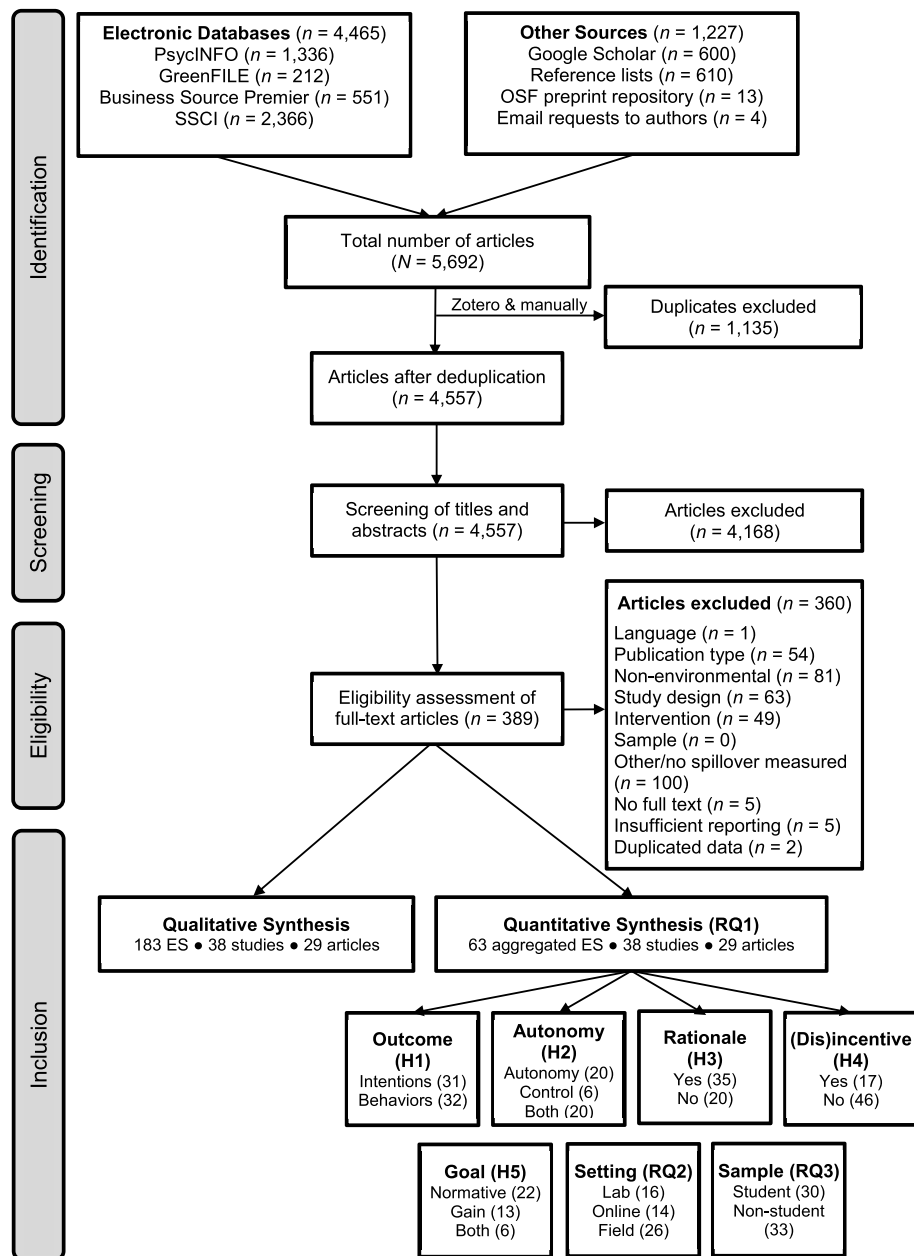 Identification
Electronic Databases (n = 4,465)
PsycINFO (n = 1,336)
GreenFILE (n = 212)
Business Source Premier (n = 551)
SSCI (n = 2,366)
Other Sources (n = 1,227)
Google Scholar (n = 600)
Reference lists (n = 610)
OSF preprint repository (n = 13)
Email requests to authors (n = 4)
Total number of articles
(N = 5,692)
Zotero & manually
Duplicates excluded
(n = 1,135)
Articles after deduplication
(n = 4,557)
Screening
Screening of titles and
abstracts (n = 4,557)
Articles excluded
(n = 4,168)
Eligibility
Eligibility assessment of
full-text articles (n = 389)
Articles excluded (n = 360)
Language (n = 1)
Publication type (n = 54)
Non-environmental (n = 81)
Study design (n = 63)
Intervention (n = 49)
Sample (n = 0)
Other/no spillover measured
(n = 100)
No full text (n = 5)
Insufficient reporting (n = 5)
Duplicated data (n = 2)
Inclusion
Qualitative Synthesis
183 ES ● 38 studies ● 29 articles
Quantitative Synthesis (RQ1)
63 aggregated ES ● 38 studies ● 29 articles
Outcome
(H1)
Intentions (31)
Behaviors (32)
Autonomy
(H2)
Autonomy (20)
Control (6)
Both (20)
Rationale
(H3)
Yes (35)
No (20)
(Dis)incentive
(H4)
Yes (17)
No (46)
Goal (H5)
Normative (22)
Gain (13)
Both (6)
Setting (RQ2)
Lab (16)
Online (14)
Field (26)
Sample (RQ3)
Student (30)
Non-student
(33)